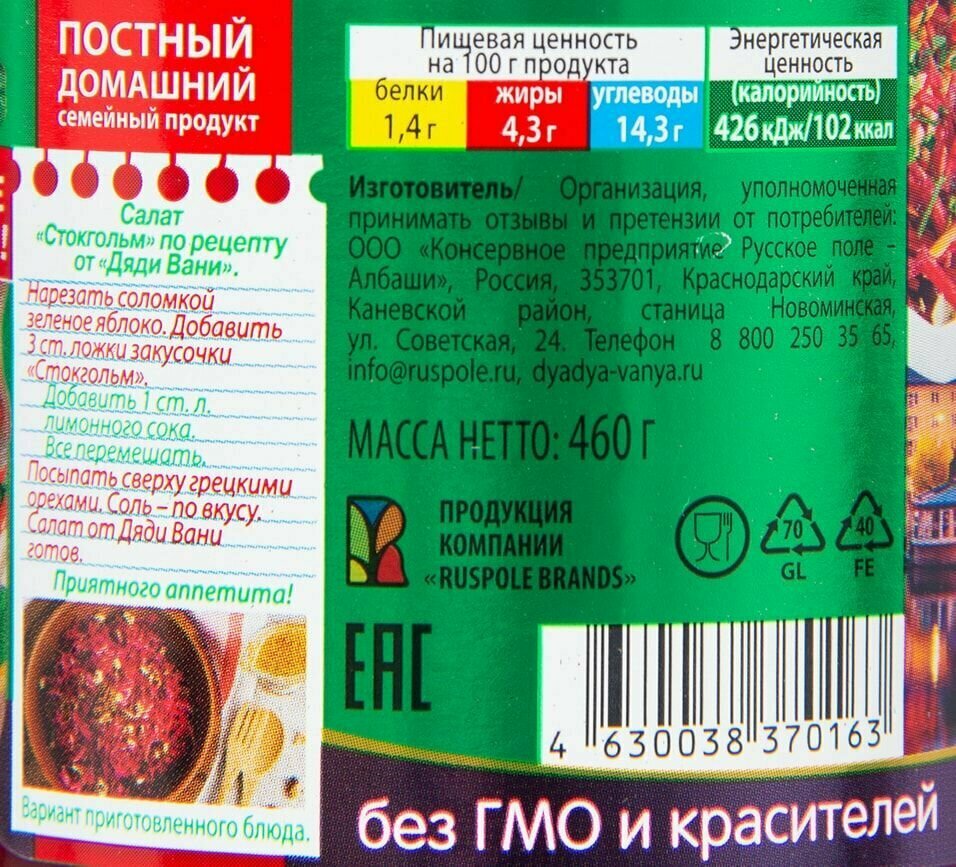 ПОСТНЫЙ
ДОМАШНИЙ
семейный продукт
Салат
«Стокгольм» по рецепту
от «Дяди Вани».
Нарезать соломкой
зеленое яблоко. Добавить
3 ст. ложки закусочки
«Стокгольм».
Добавить 1 ст. л.
лимонного сока.
Все перемешать.
Посыпать сверху грецкими
орехами. Соль – по вкусу.
Салат от Дяди Вани
готов.
Приятного аппетита!
Вариант приготовленного блюда.
Пищевая ценность
на 100 г продукта
белки жиры углеводы
1,4 г 4,3 г 14,3 г
Энергетическая
ценность
(калорийность)
426 кДж/102 ккал
Изготовитель/ Организация, уполномоченная
принимать отзывы и претензии от потребителей:
ООО «Консервное предприятие Русское поле –
Албаши», Россия, 353701, Краснодарский край,
Каневской район, станица Новоминская,
ул. Советская, 24. Телефон 8 800 250 35 65,
info@ruspole.ru, dyadya-vanya.ru
МАССА НЕТТО: 460 Г
ПРОДУКЦИЯ
КОМПАНИИ
«RUSPOLE BRANDS»
70
GL
40
FE
EAC
4 630038 370163
без ГМО и красителей